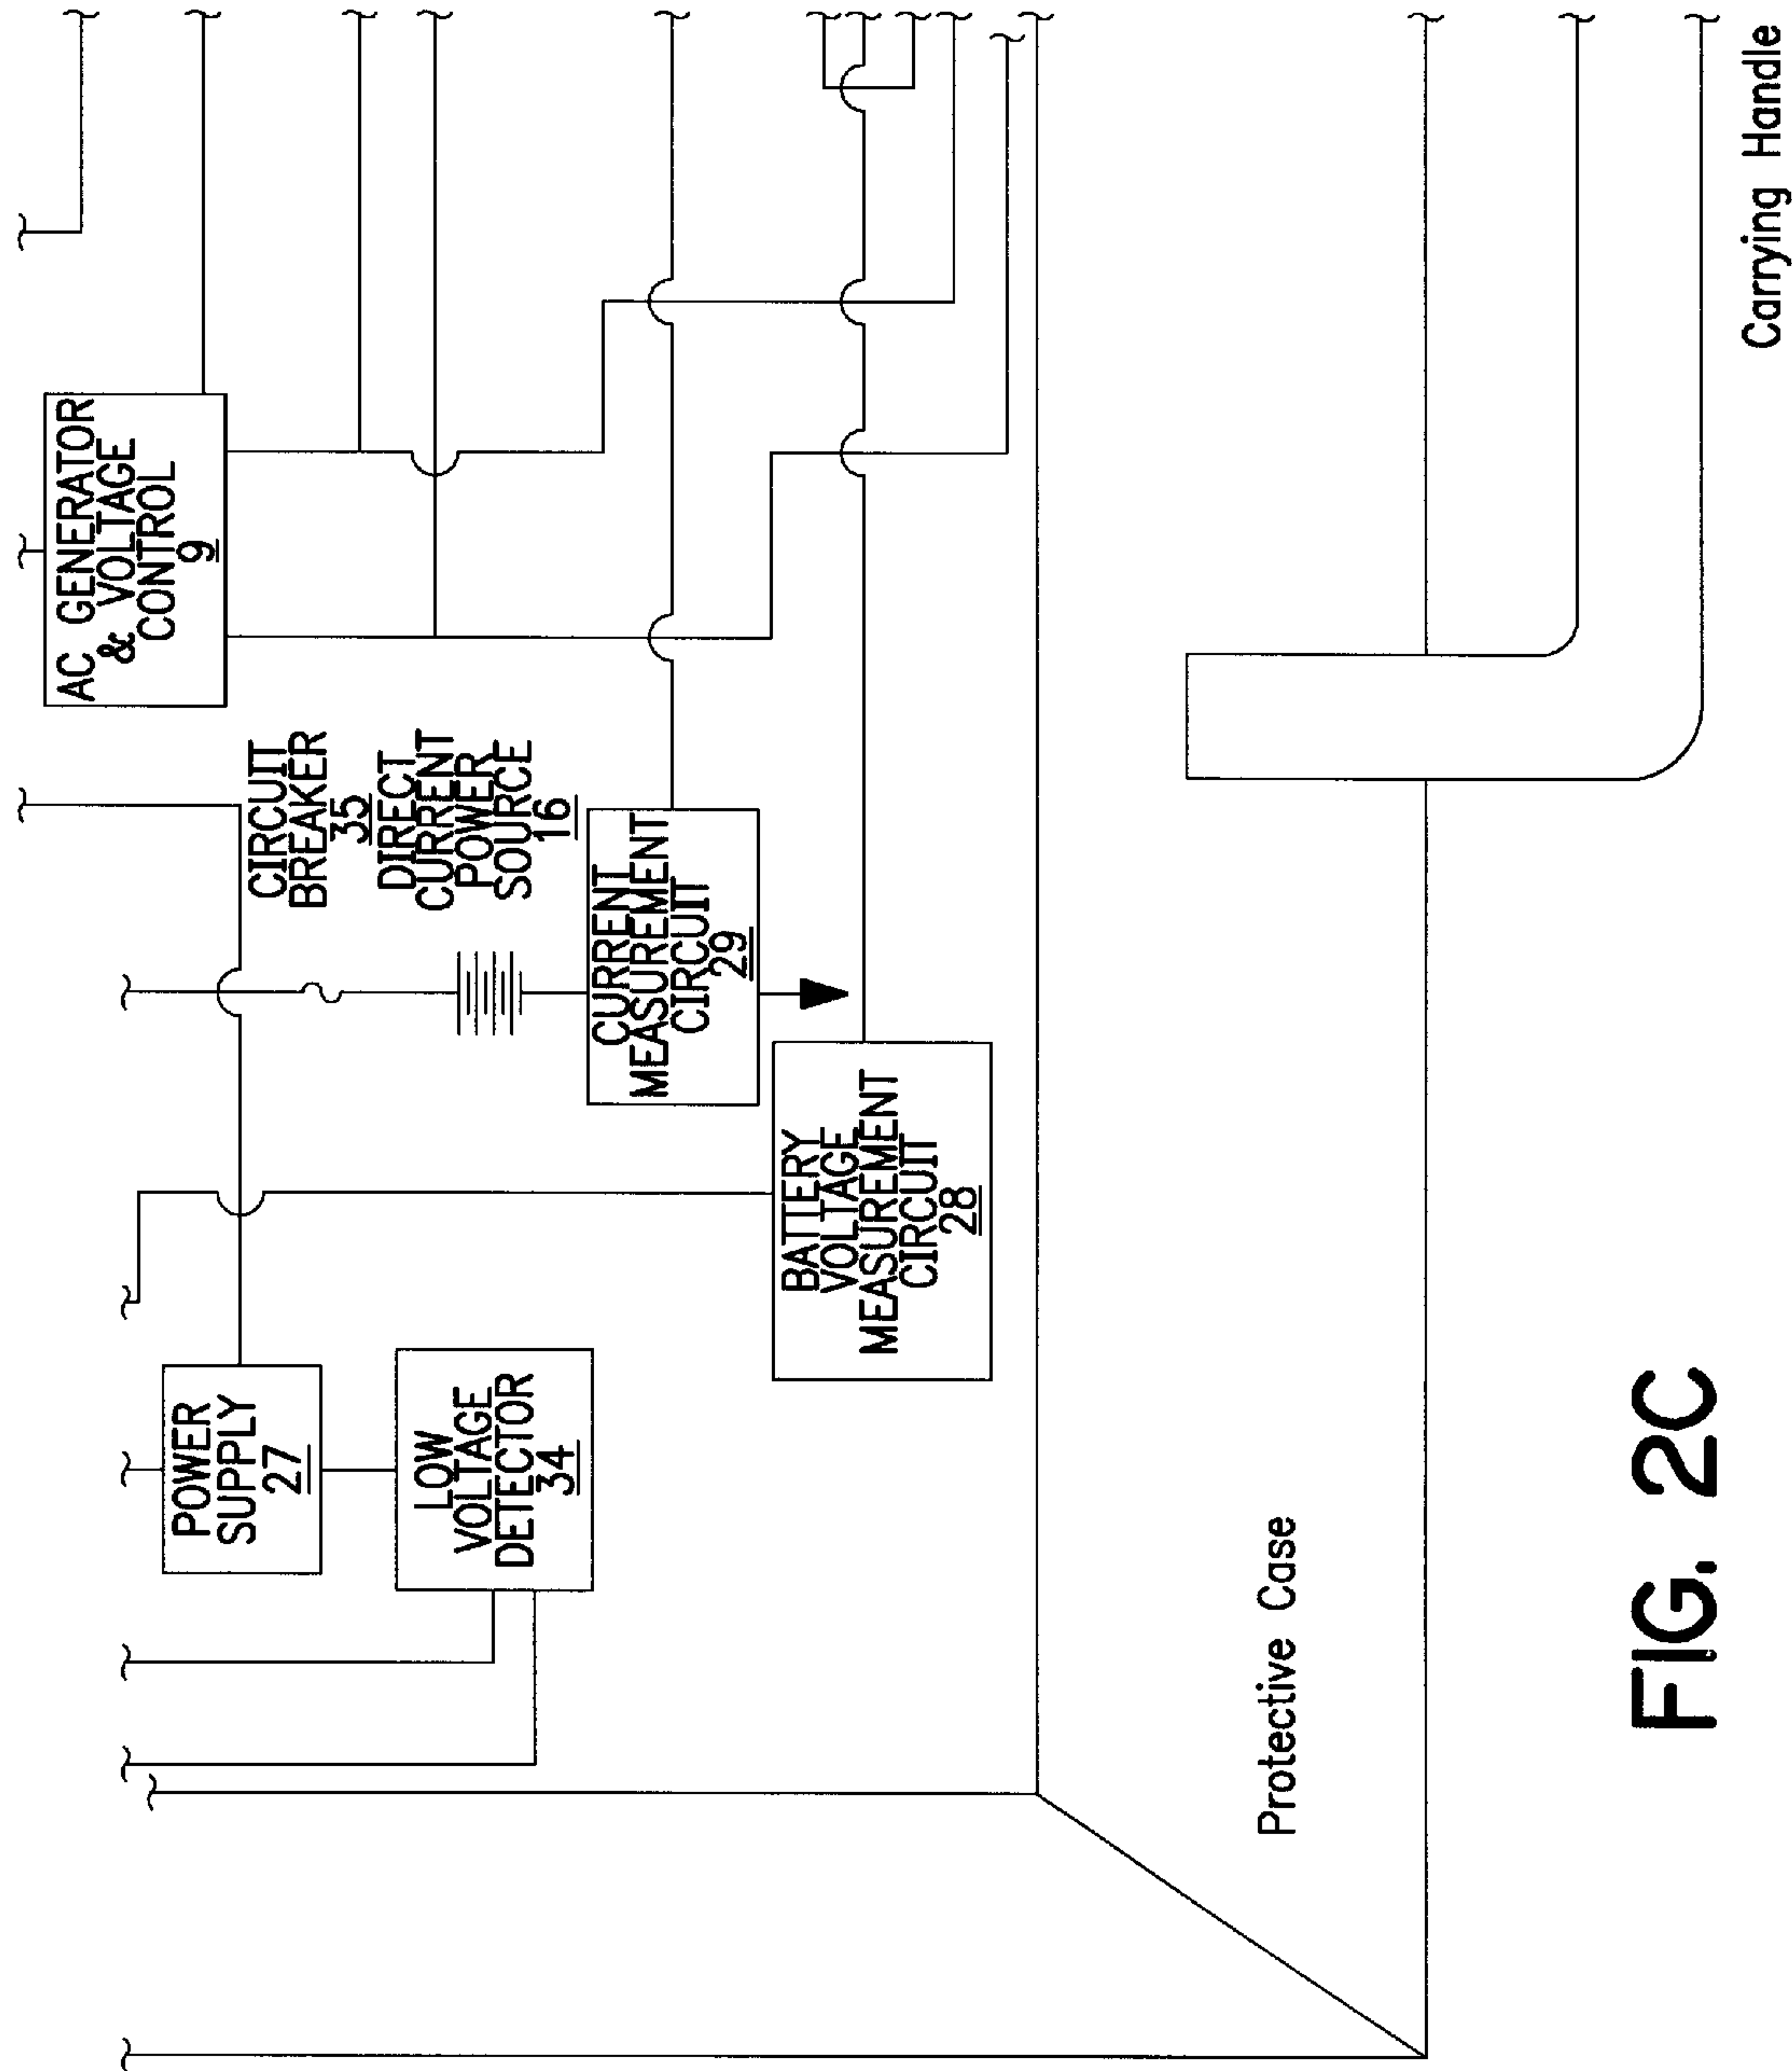 POWER
SUPPLY
27
LOW
VOLTAGE
DETECTOR
34
BATTERY
VOLTAGE
MEASUREMENT
CIRCUIT
28
CIRCUIT
BREAKER
35
DIRECT
CURRENT
POWER
SOURCE
16
CURRENT
MEASUREMENT
CIRCUIT
29
AC GENERATOR
& VOLTAGE
CONTROL
9
Protective Case
Carrying Handle
FIG. 2C